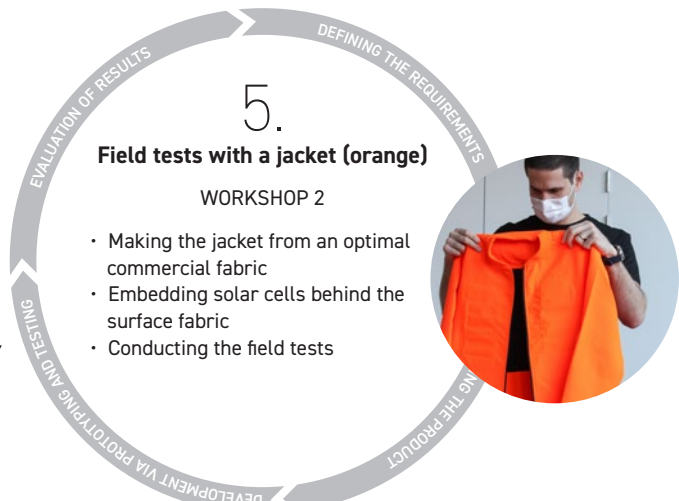 EVALUATION OF RESULTS
DEFINING THE REQUIREMENTS
5.
Field tests with a jacket (orange)
WORKSHOP 2
· Making the jacket from an optimal
commercial fabric
· Embedding solar cells behind the
surface fabric
· Conducting the field tests
THE PRODUCT
DEVELOPMENT VIA PROTOTYPING AND TESTING